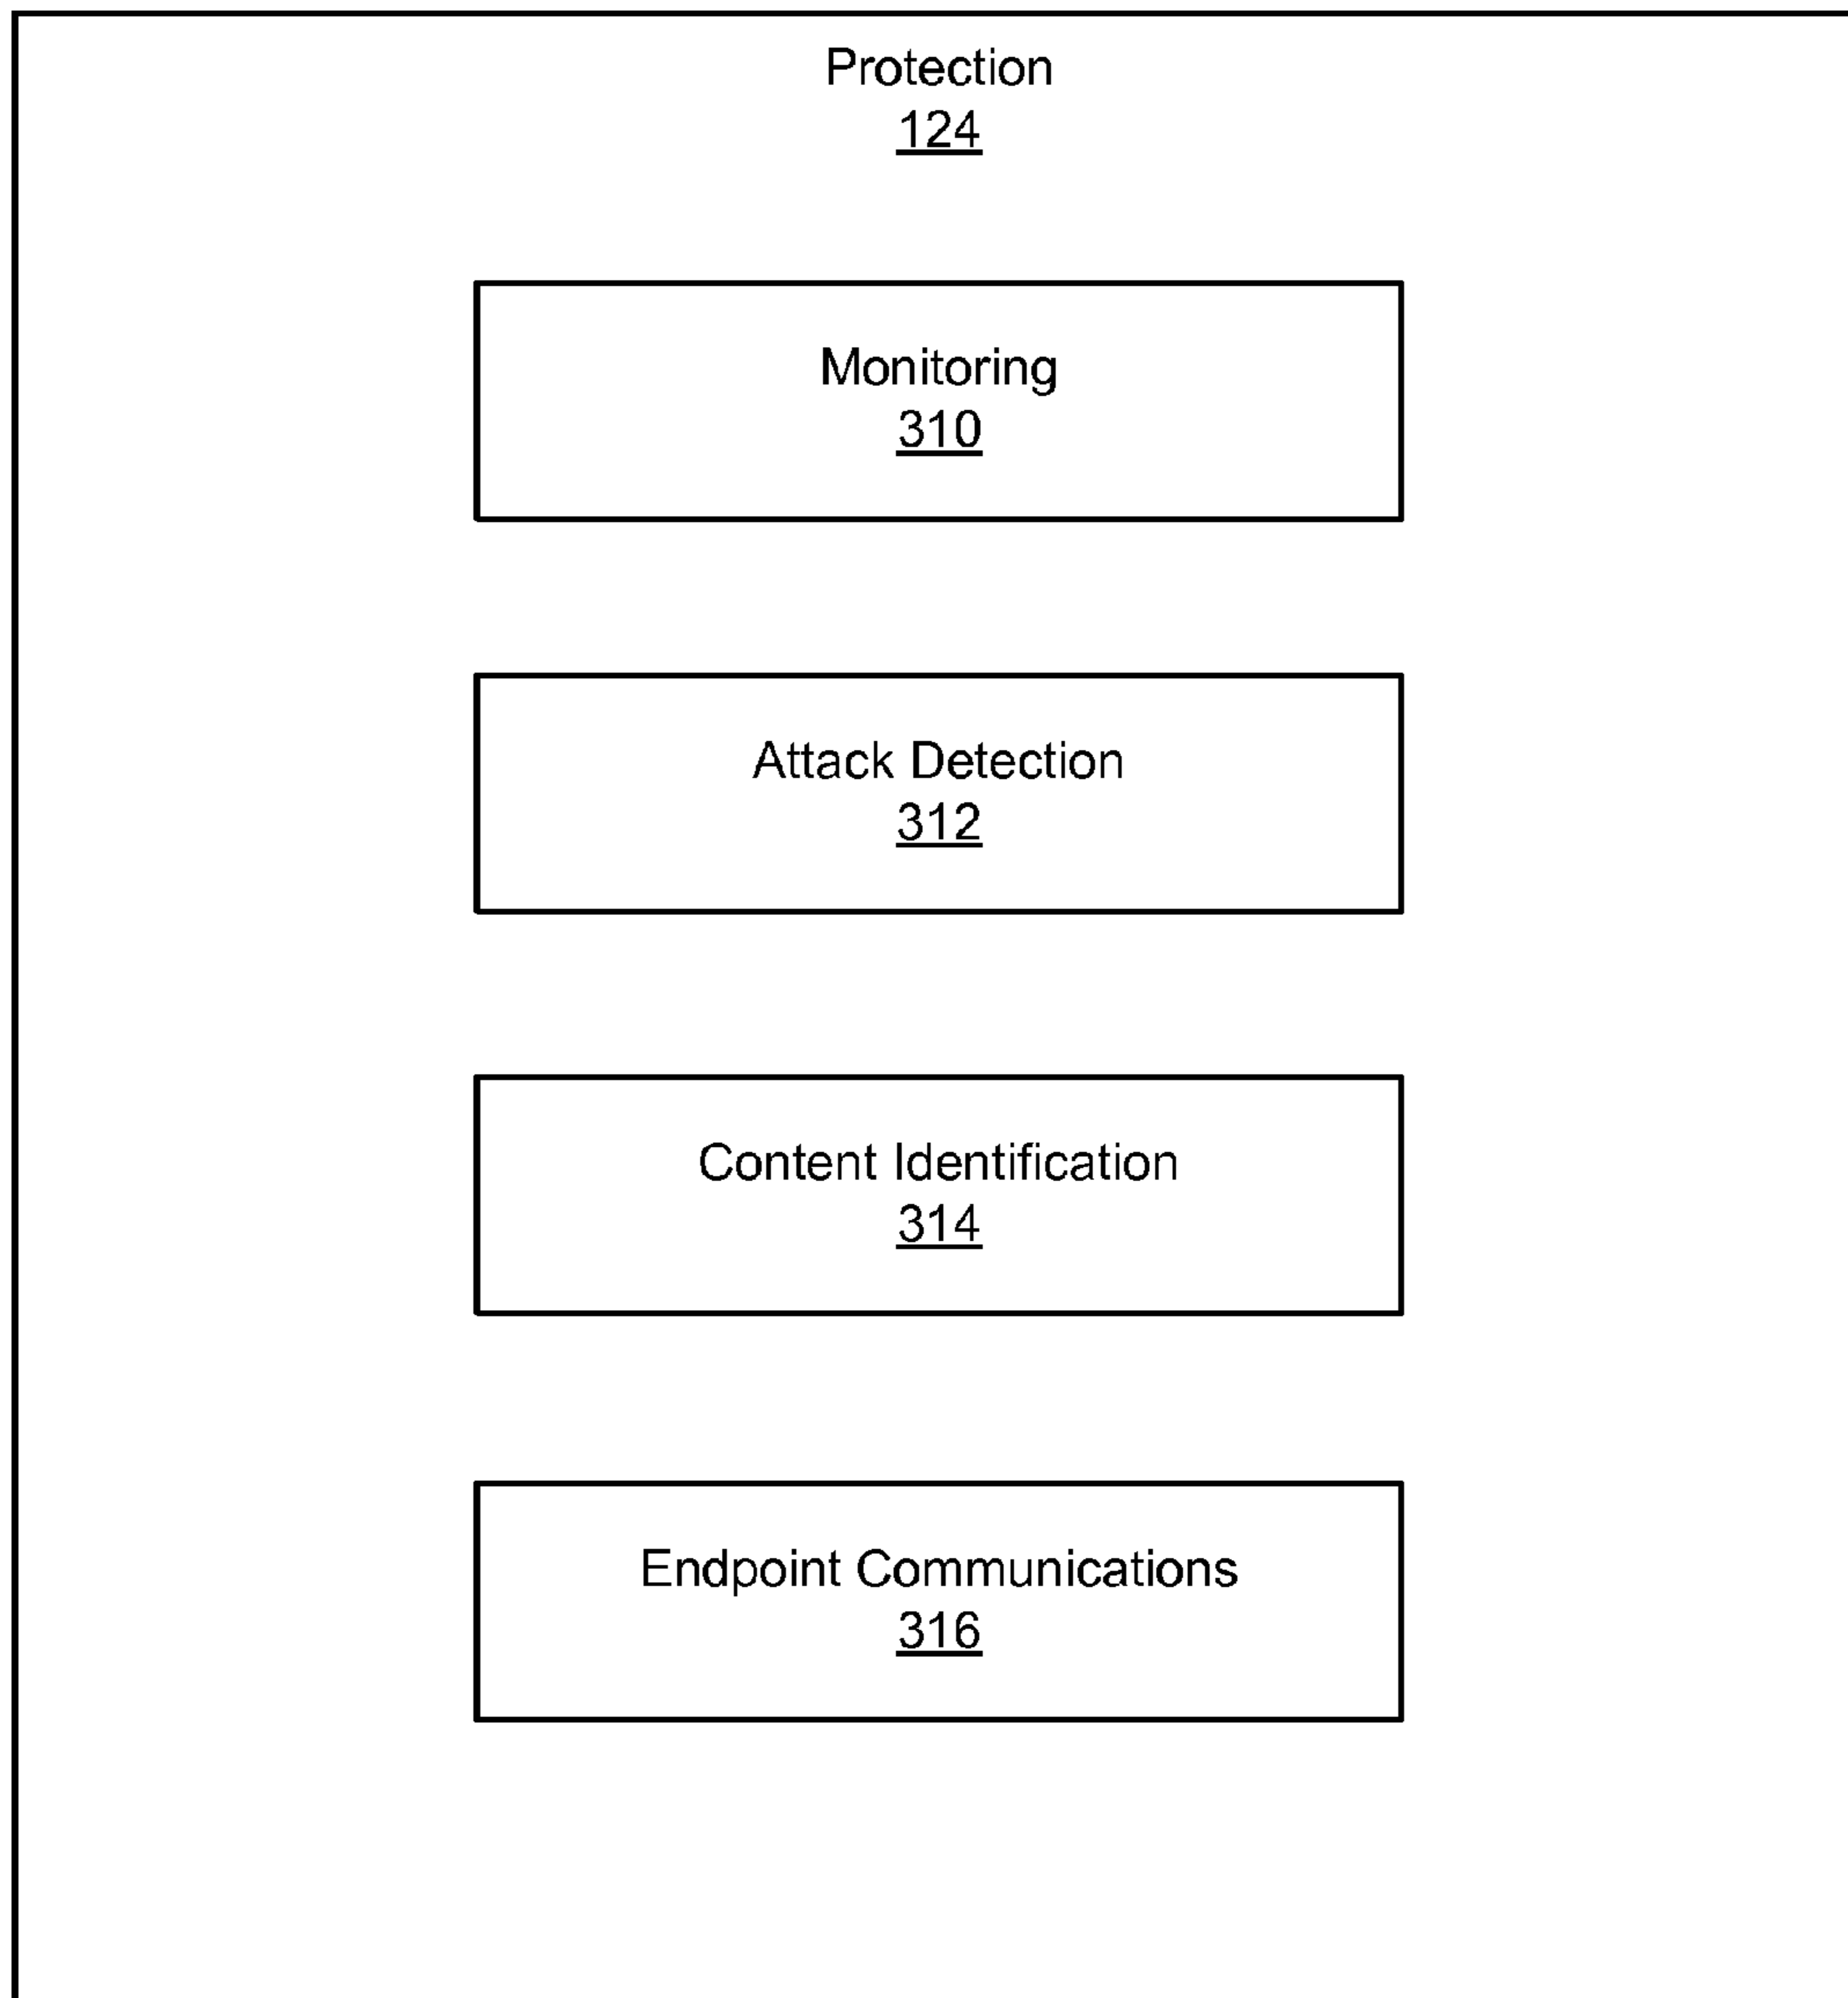 Protection
124
Monitoring
310
Attack Detection
312
Content Identification
314
Endpoint Communications
316